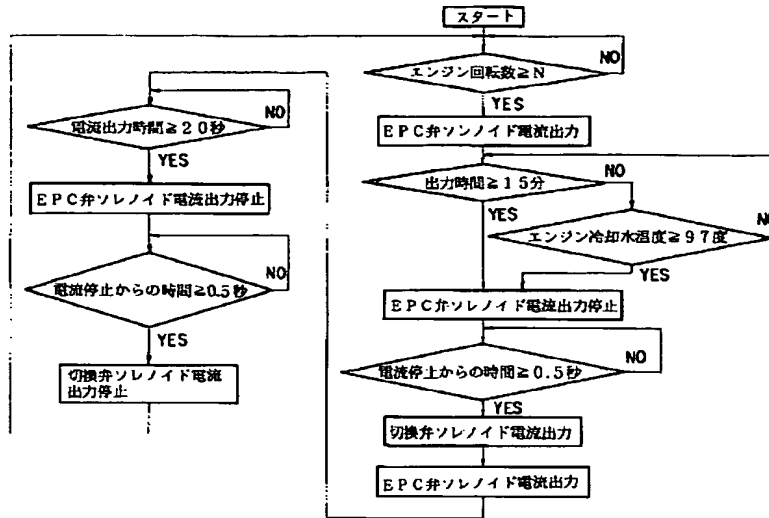 スタート
エンジン回転数≧N
NO
YES
EPC弁ソンノイド電流出力
出力時間≧15分
NO
YES
エンジン冷却水温度≧97度
NO
YES
EPC弁ソレノイド電流出力停止
電流停止からの時間≧0.5秒
NO
YES
切換弁ソレノイド電流出力
EPC弁ソレノイド電流出力
電流出力時間≧20秒
NO
YES
EPC弁ソレノイド電流出力停止
電流停止からの時間≧0.5秒
NO
YES
切換弁ソレノイド電流
出力停止